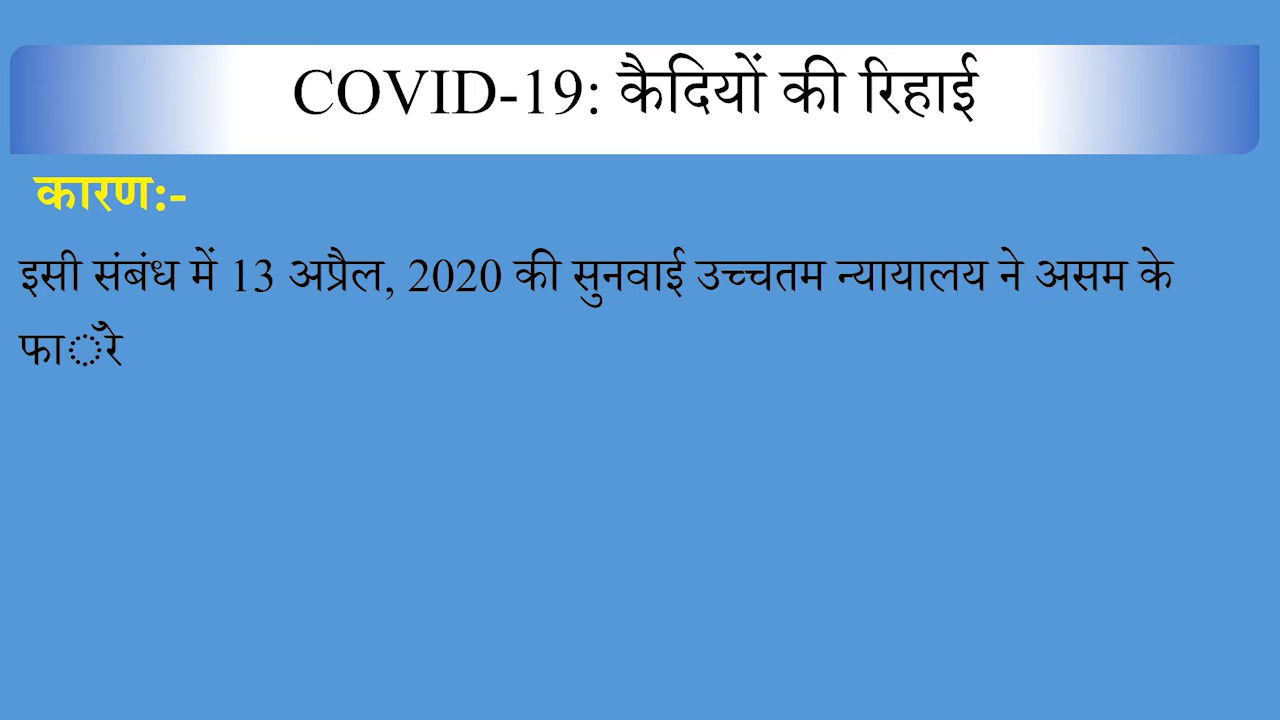 COVID-19: कैदियों की रिहाई
कारण:-
इसी संबंध में 13 अप्रैल, 2020 की सुनवाई उच्चतम न्यायालय ने असम के
फाॅरे